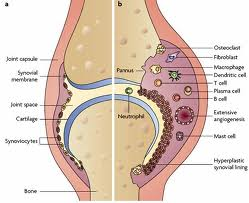 a
b
Joint capsule
Synovial
membrane
Joint space
Cartilage
Synoviocytes
Bone
Pannus
Neutrophil
Osteoclast
Fibroblast
Macrophage
Dendritic cell
T cell
Plasma cell
B cell
Extensive
angiogenesis
Mast cell
Hyperplastic
synovial lining